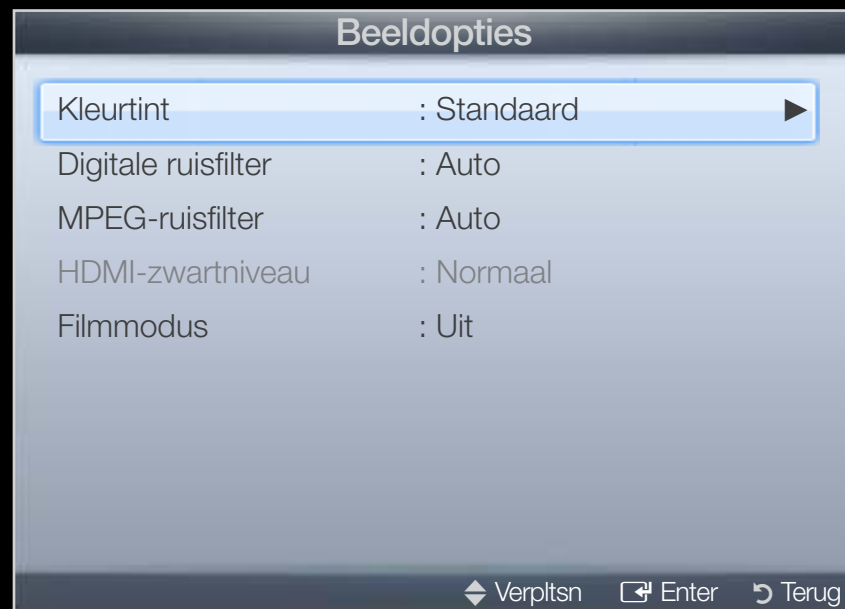 Beeldopties
Kleurtint : Standaard ►
Digitale ruisfilter : Auto
MPEG-ruisfilter : Auto
HDMI-zwartniveau : Normaal
Filmmodus : Uit
Verpltsn Enter Terug